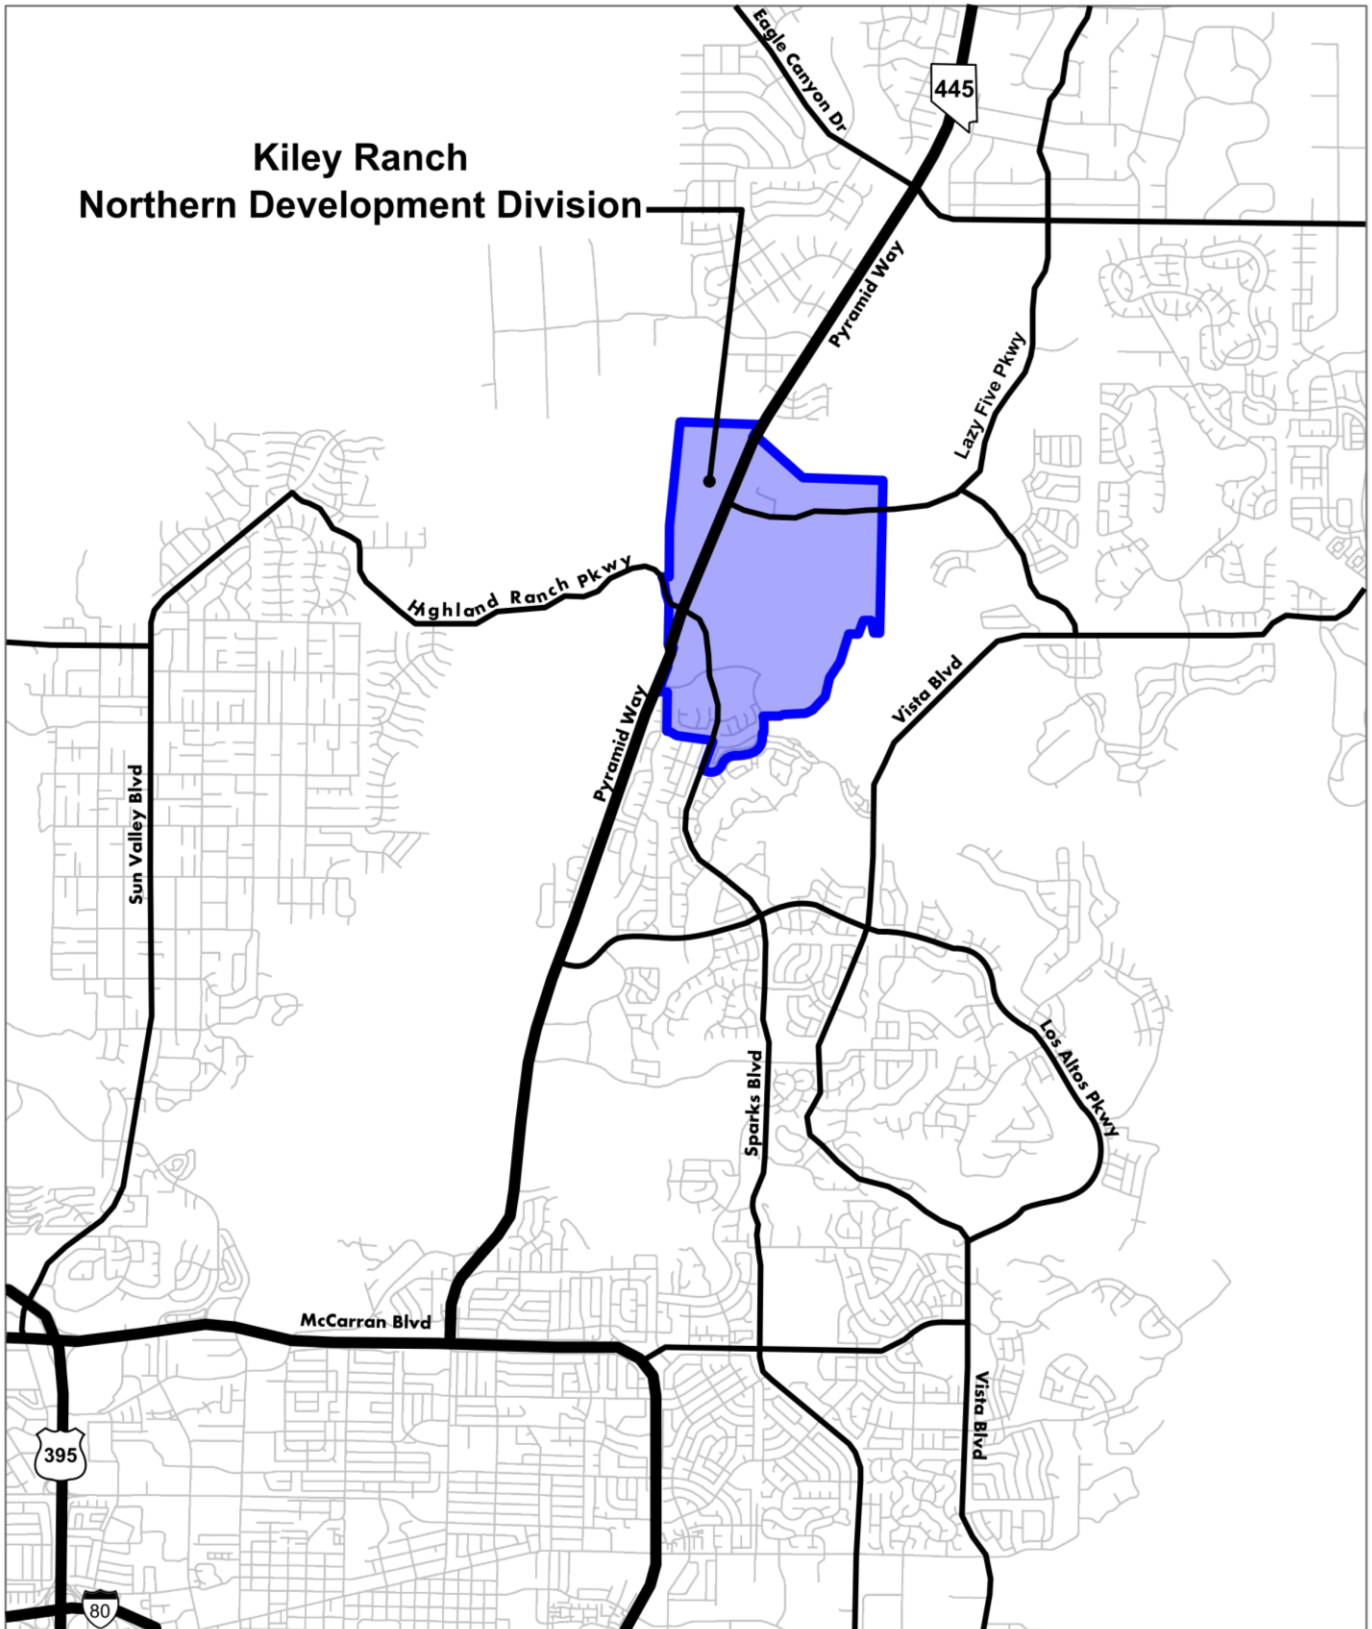 Eagle Canyon Dr
445
Kiley Ranch
Northern Development Division
Pyramid Way
Lazy Five Pkwy
Highland Ranch Pkwy
Vista Blvd
Pyramid Way
Sun Valley Blvd
Los Altos Pkwy
Sparks Blvd
McCarran Blvd
Vista Blvd
395
80